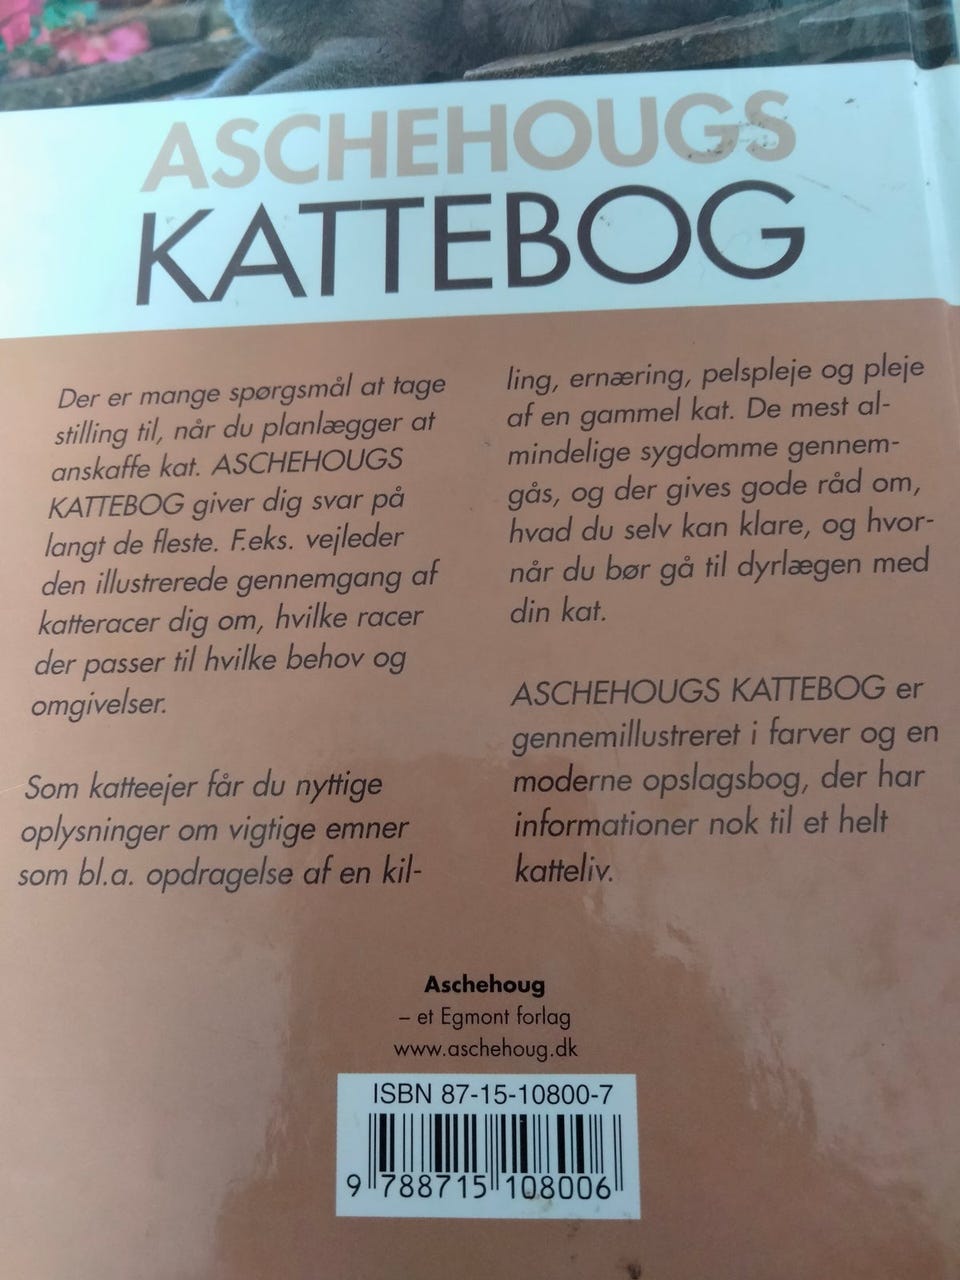 ASCHEHOUGS
KATTEBOG
Der er mange spørgsmål at tage
stilling til, når du planlægger at
anskaffe kat. ASCHEHOUGS
KATTEBOG giver dig svar på
langt de fleste. F.eks. vejleder
den illustrerede gennemgang af
katteracer dig om, hvilke racer
der passer til hvilke behov og
omgivelser.
Som katteejer får du nyttige
oplysninger om vigtige emner
som bl.a. opdragelse af en kil-
ling, ernæring, pelspleje og pleje
af en gammel kat. De mest al-
mindelige sygdomme gennem-
gås, og der gives gode råd om,
hvad du selv kan klare, og hvor-
når du bør gå til dyrlægen med
din kat.
ASCHEHOUGS KATTEBOG er
gennemillustreret i farver og en
moderne opslagsbog, der har
informationer nok til et helt
katteliv.
Aschehoug
– et Egmont forlag
www.aschehoug.dk
ISBN 87-15-10800-7
9 788715 108006